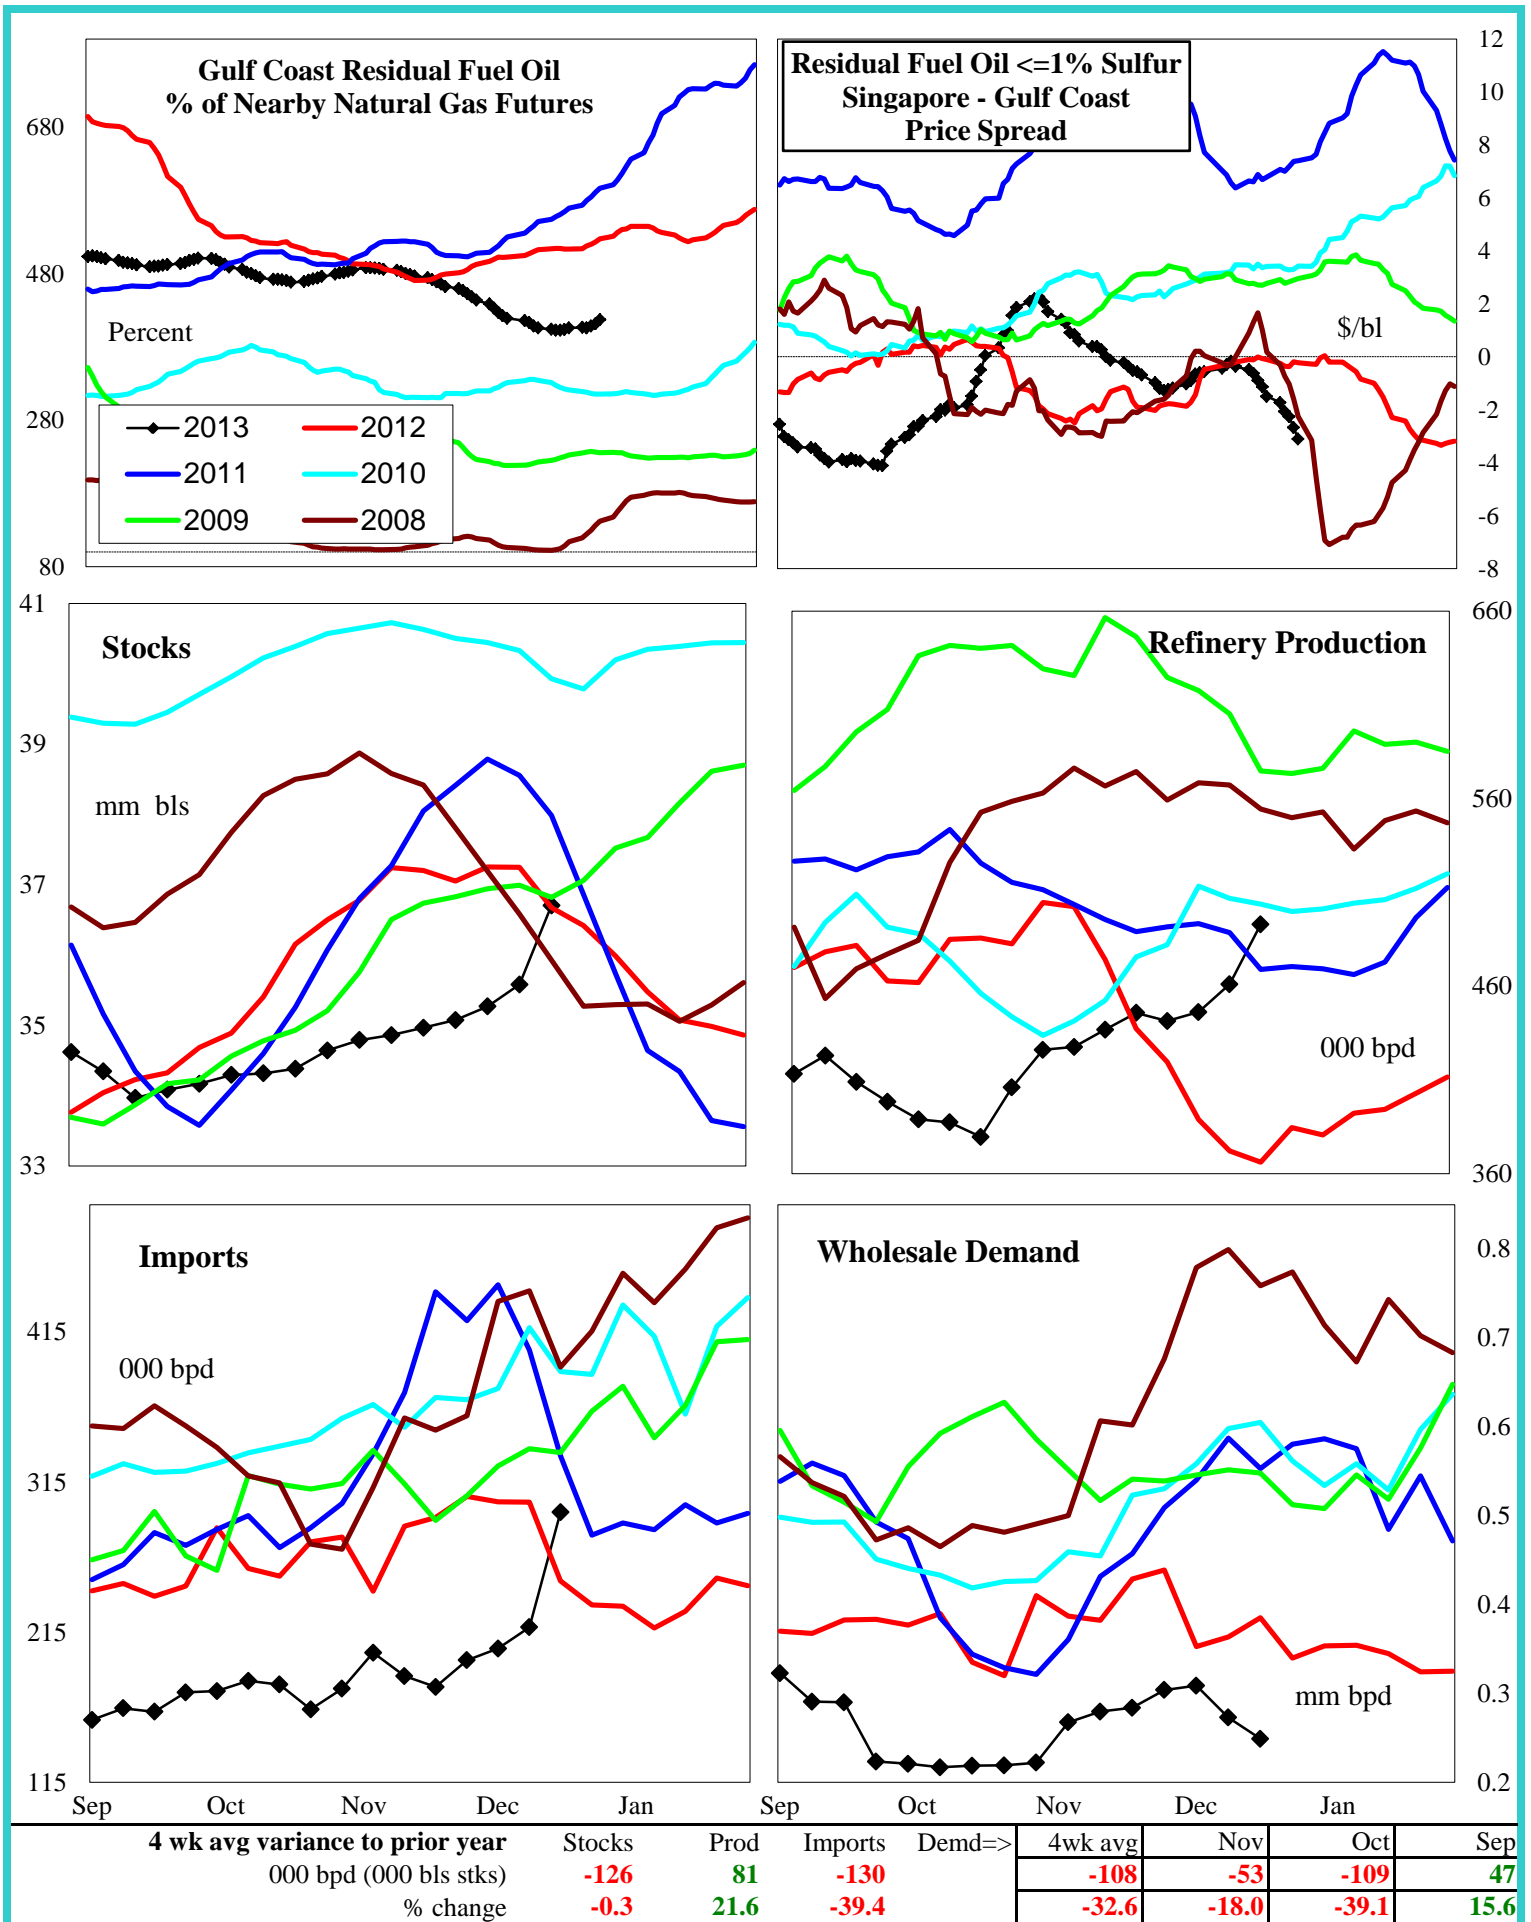 Gulf Coast Residual Fuel Oil
% of Nearby Natural Gas Futures
680
480
280
80
Percent
2013
2012
2011
2010
2009
2008
Residual Fuel Oil <=1% Sulfur
Singapore - Gulf Coast
Price Spread
12
10
8
6
4
2
0
-2
-4
-6
-8
$/bl
Stocks
mm bls
41
39
37
35
33
Refinery Production
000 bpd
660
560
460
360
Imports
000 bpd
415
315
215
115
Sep Oct Nov Dec Jan
Wholesale Demand
mm bpd
0.8
0.7
0.6
0.5
0.4
0.3
0.2
Sep Oct Nov Dec Jan
4 wk avg variance to prior year Stocks Prod Imports Demd=> 4wk avg Nov Oct Sep
000 bpd (000 bls stks) -126 81 -130 -108 -53 -109 47
% change -0.3 21.6 -39.4 -32.6 -18.0 -39.1 15.6